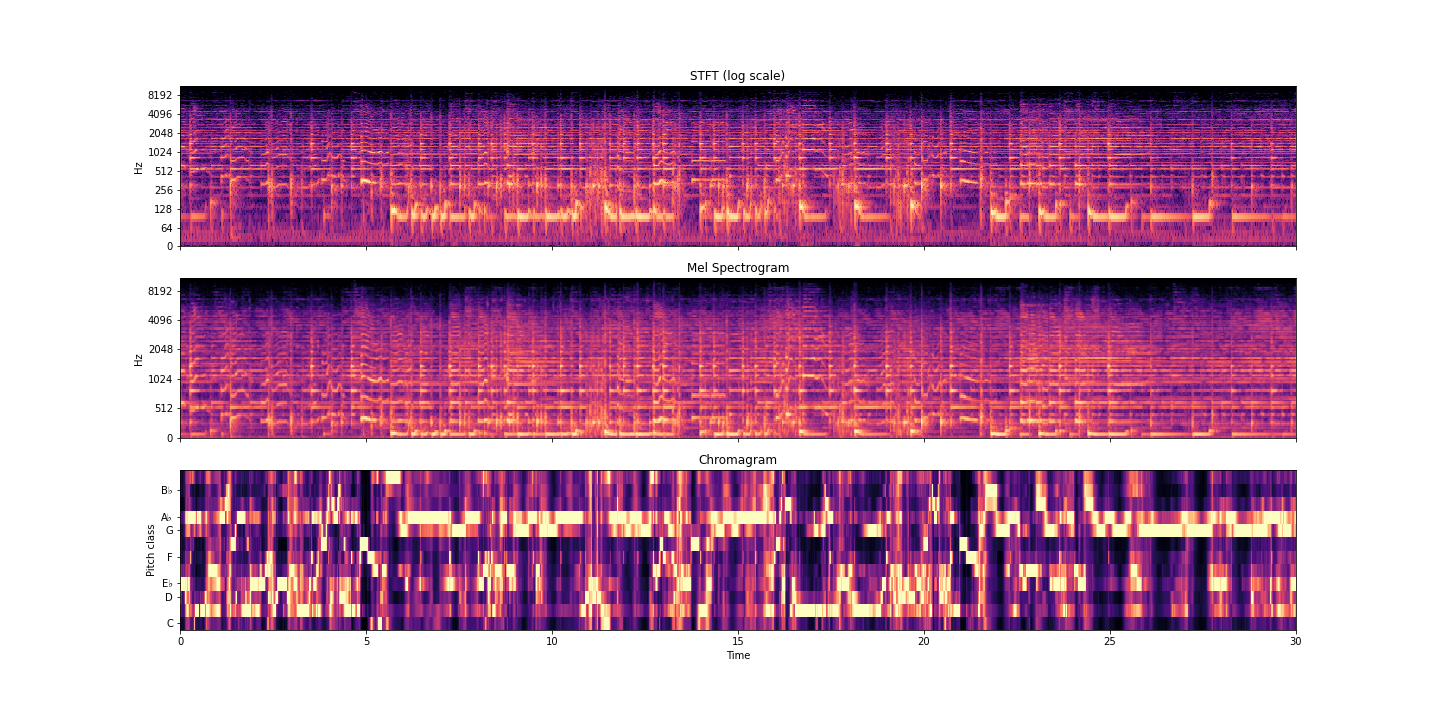 STFT (log scale)
8192
4096
2048
1024
512
256
128
64
0
Hz
Mel Spectrogram
8192
4096
2048
1024
512
0
Hz
Chromagram
B♭
A♭
G
F
E♭
D
C
Pitch class
0 5 10 15 20 25 30
Time